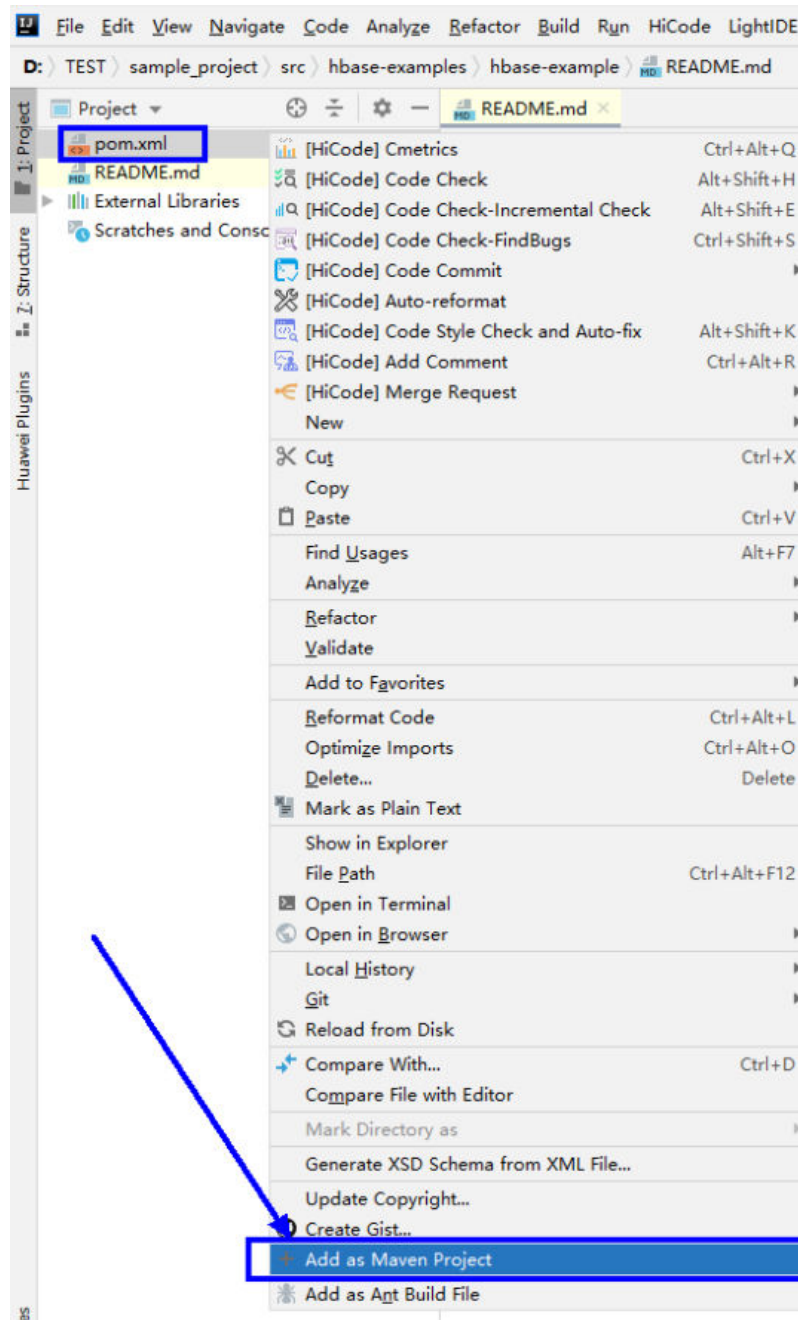 File Edit View Navigate Code Analyze Refactor Build Run HiCode LightIDE
D: TEST sample_project src hbase-examples hbase-example README.md
Project README.md
1: Project
pom.xml
README.md
External Libraries
Scratches and Consc
Z: Structure
Huawei Plugins
[HiCode] Cmetrics Ctrl+Alt+Q
[HiCode] Code Check Alt+Shift+H
[HiCode] Code Check-Incremental Check Alt+Shift+E
[HiCode] Code Check-FindBugs Ctrl+Shift+S
[HiCode] Code Commit
[HiCode] Auto-reformat
[HiCode] Code Style Check and Auto-fix Alt+Shift+K
[HiCode] Add Comment Ctrl+Alt+R
[HiCode] Merge Request
New
Cut Ctrl+X
Copy
Paste Ctrl+V
Find Usages Alt+F7
Analyze
Refactor
Validate
Add to Favorites
Reformat Code Ctrl+Alt+L
Optimize Imports Ctrl+Alt+O
Delete... Delete
Mark as Plain Text
Show in Explorer
File Path Ctrl+Alt+F12
Open in Terminal
Open in Browser
Local History
Git
Reload from Disk
Compare With... Ctrl+D
Compare File with Editor
Mark Directory as
Generate XSD Schema from XML File...
Update Copyright...
Create Gist...
Add as Maven Project
Add as Ant Build File